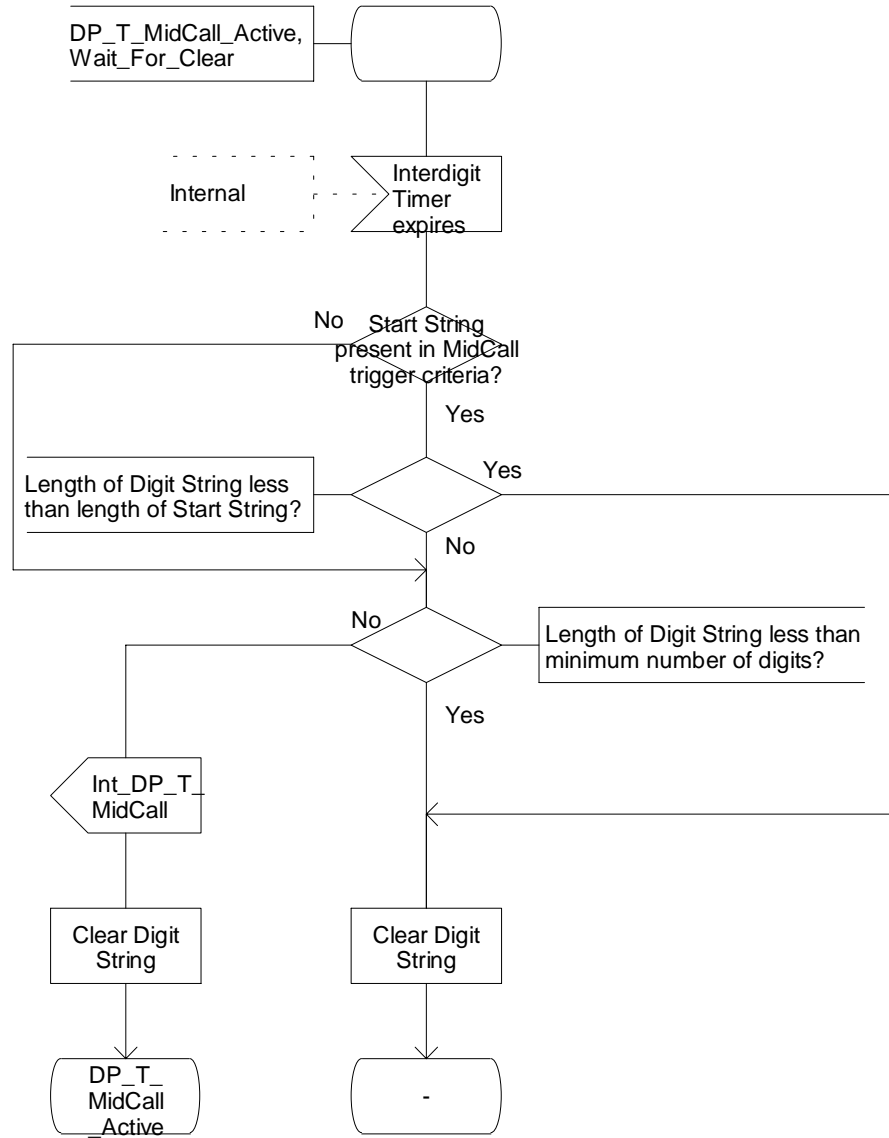 DP_T_MidCall_Active,
Wait_For_Clear
Internal
Interdigit
Timer
expires
No
Start String
present in MidCall
trigger criteria?
Yes
Length of Digit String less
than length of Start String?
Yes
No
No
Length of Digit String less than
minimum number of digits?
Yes
Int_DP_T_
MidCall
Clear Digit
String
Clear Digit
String
DP_T_
MidCall
_Active
-